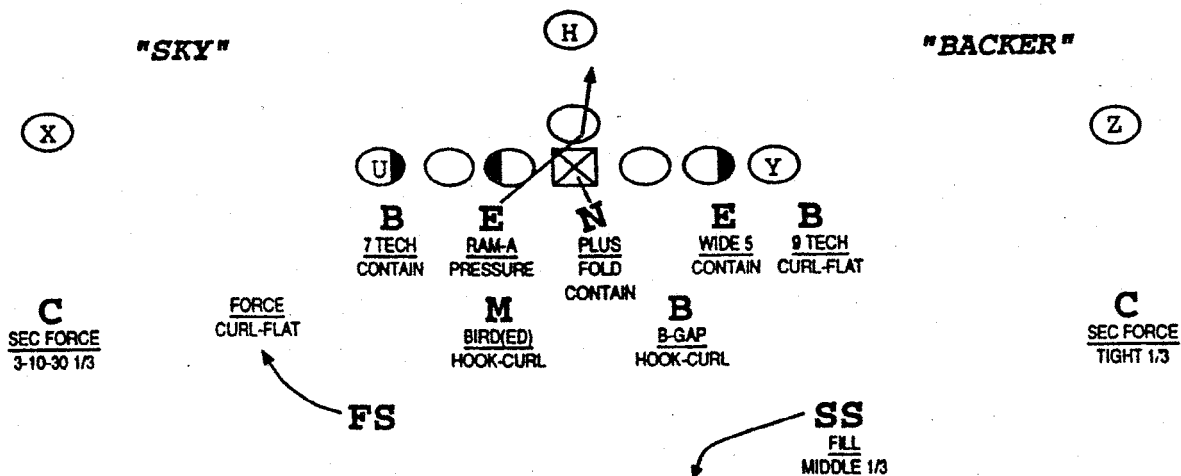 H
"SKY"
"BACKER"
X
Z
U
Y
B E N E B
7 TECH
CONTAIN
RAM-A
PRESSURE
PLUS
FOLD
CONTAIN
WIDE 5
CONTAIN
9 TECH
CURL-FLAT
C
SEC FORCE
3-10-30 1/3
FORCE
CURL-FLAT
M
BIRD(ED)
HOOK-CURL
B
B-GAP
HOOK-CURL
C
SEC FORCE
TIGHT 1/3
FS
SS
FILL
MIDDLE 1/3